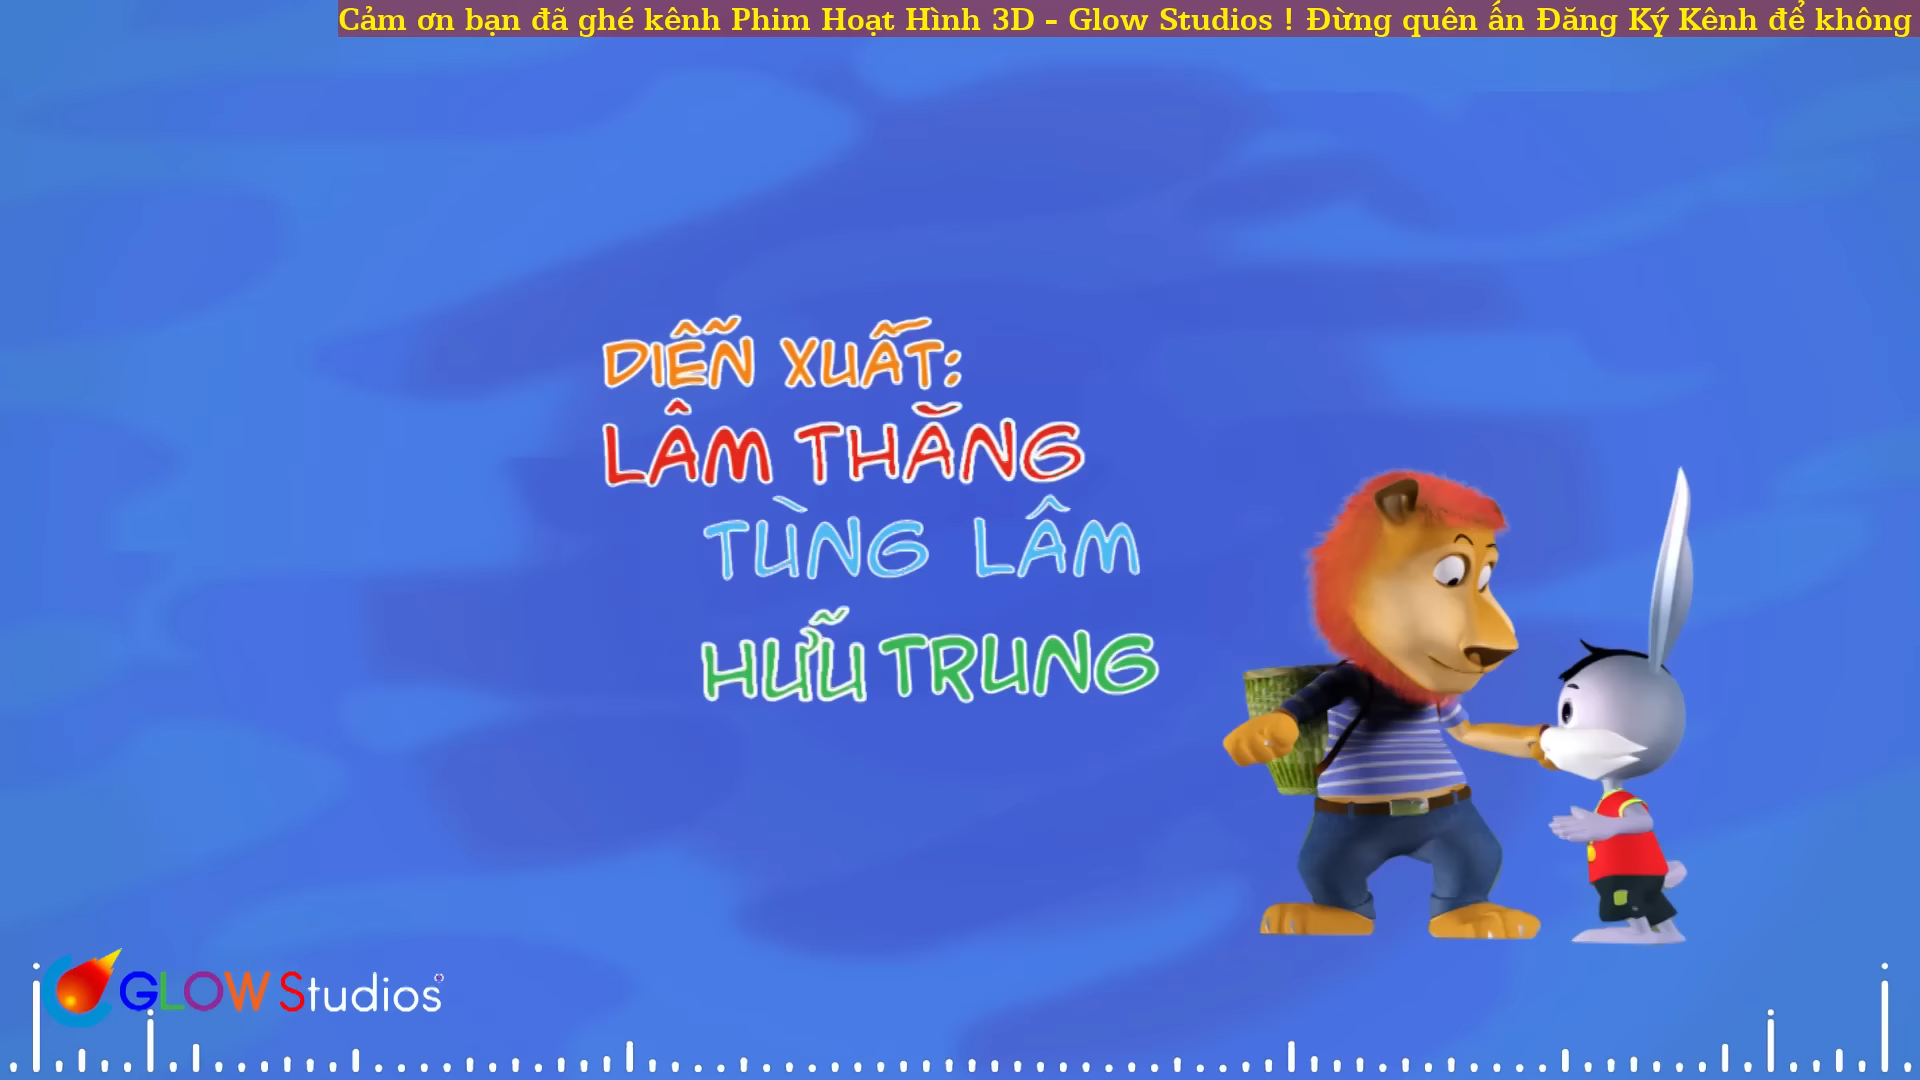 Cảm ơn bạn đã ghé kênh Phim Hoạt Hình 3D – Glow Studios ! Đừng quên ấn Đăng Ký Kênh để không
DIỄN XUẤT:
LÂM THẮNG
TÙNG LÂM
HỮU TRUNG
GLOW Studios